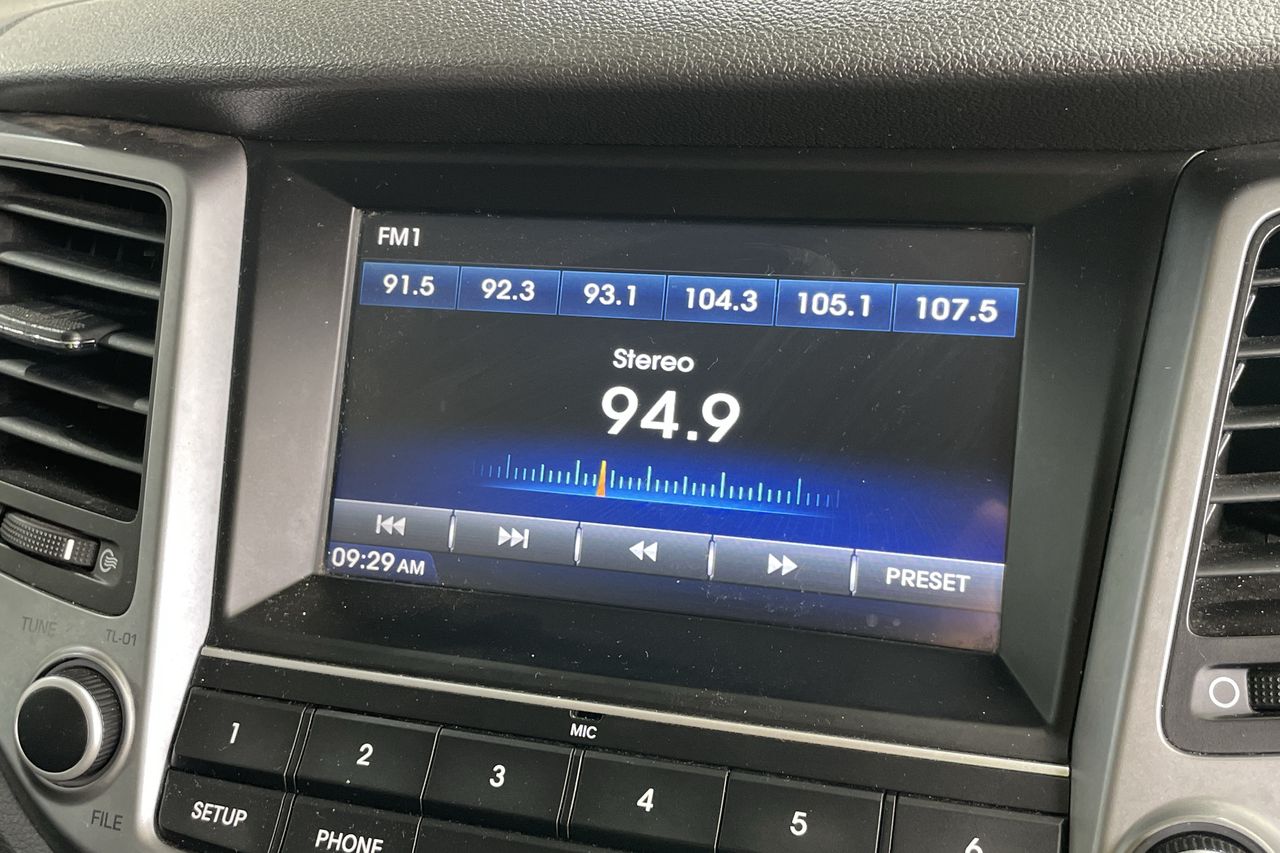 FM1
91.5 92.3 93.1 104.3 105.1 107.5
Stereo
94.9
09:29 AM PRESET
TUNE TL-01
MIC
1 2 3 4 5 6
FILE SETUP PHONE